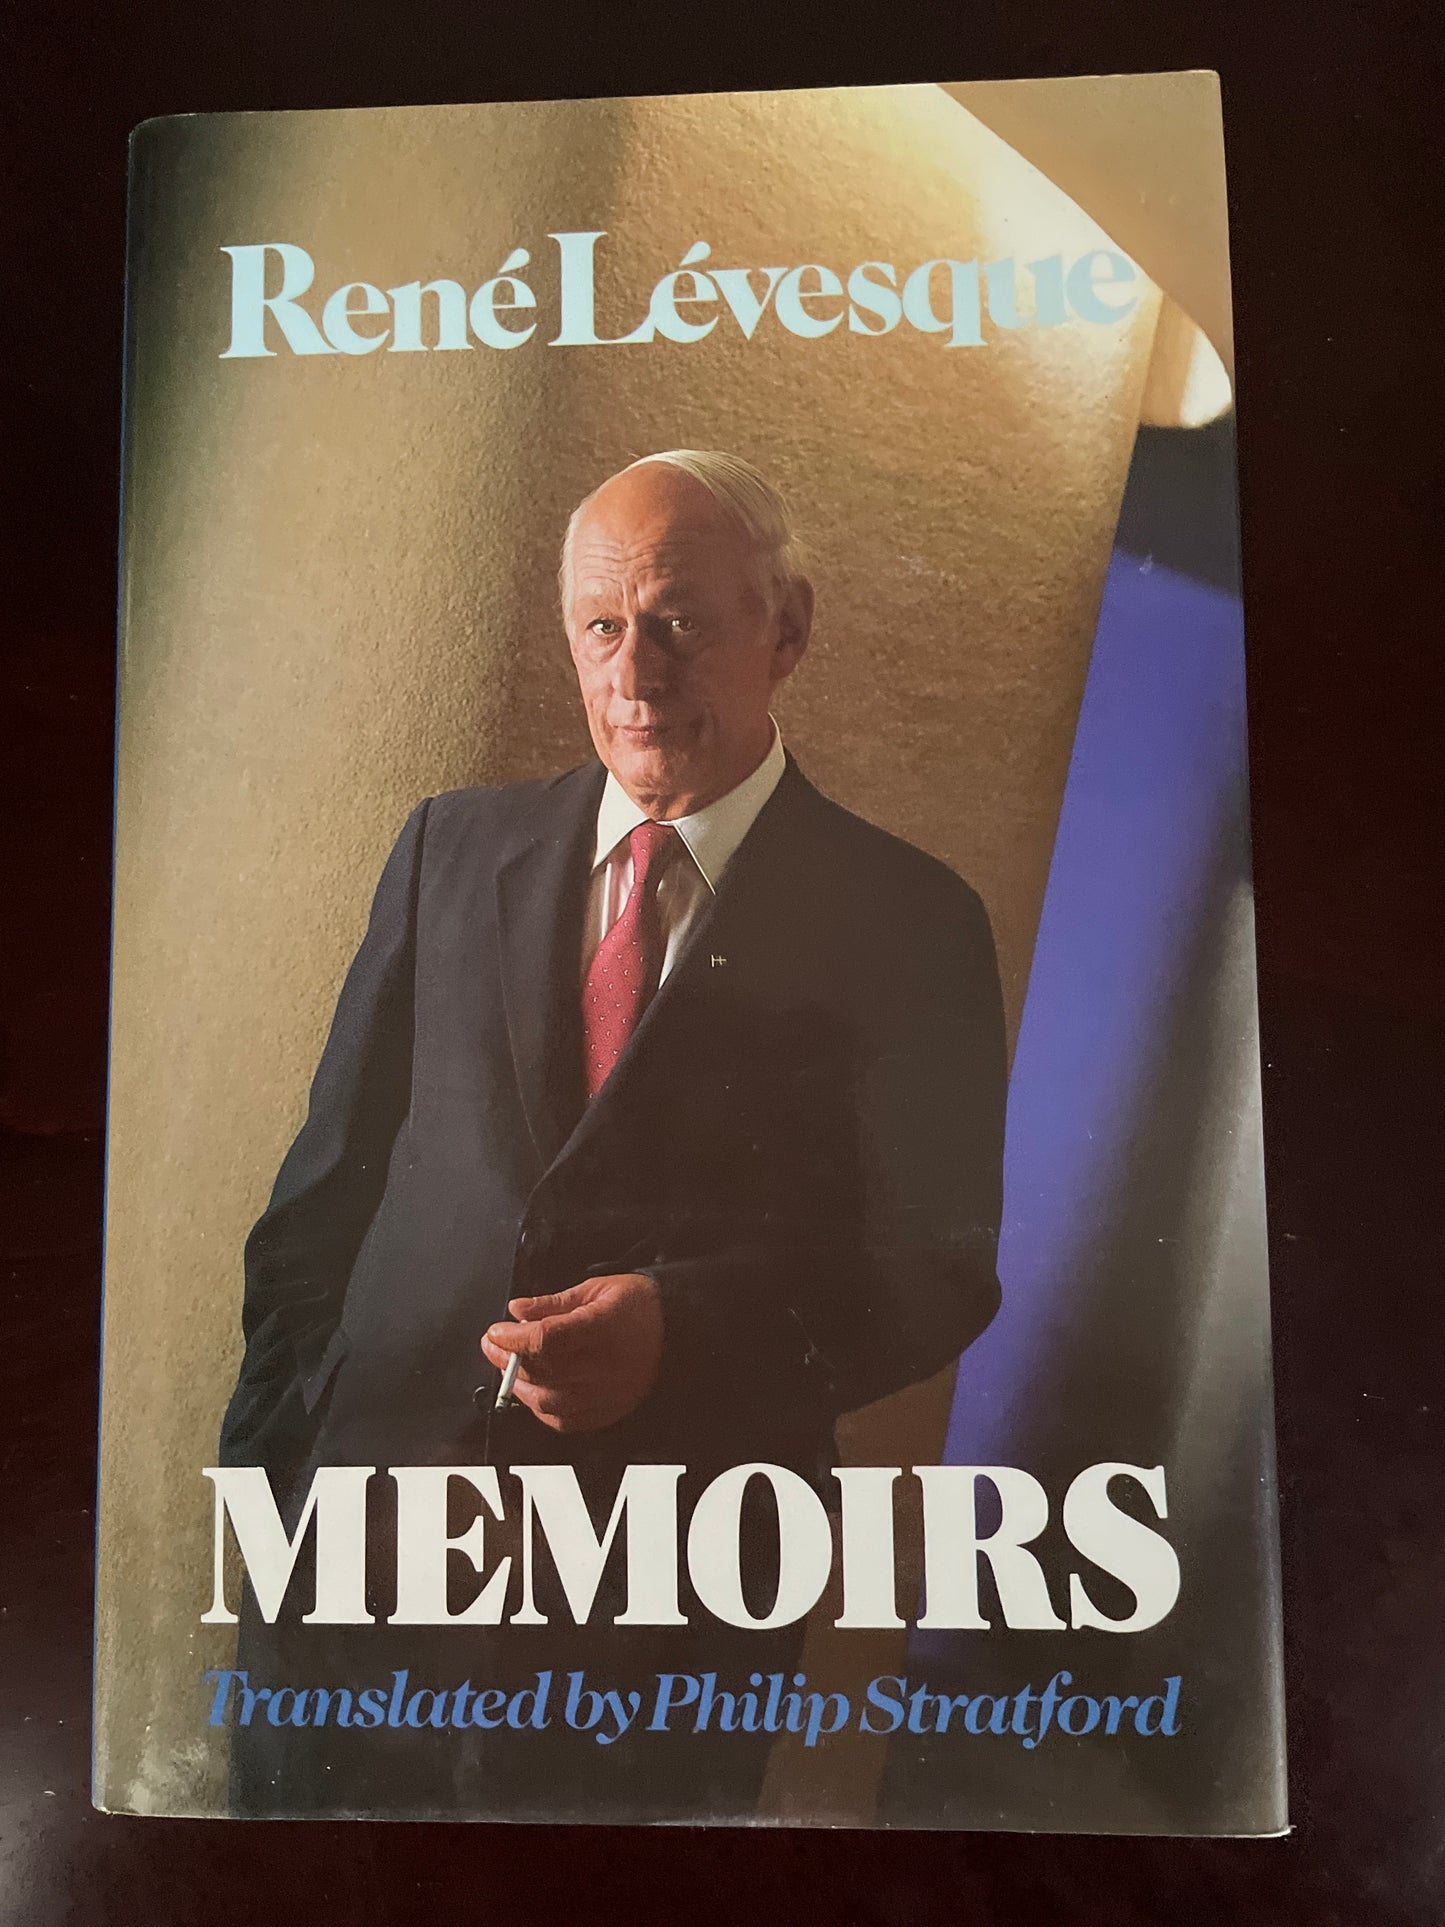 René Lévesque
MEMOIRS
Translated by Philip Stratford